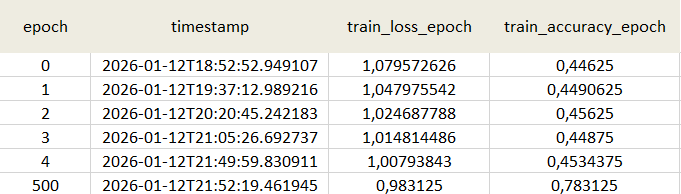 epoch timestamp train_loss_epoch train_accuracy_epoch
0 2026-01-12T18:52:52.949107 1,079572626 0,44625
1 2026-01-12T19:37:12.989216 1,047975542 0,4490625
2 2026-01-12T20:20:45.242183 1,024687788 0,45625
3 2026-01-12T21:05:26.692737 1,014814486 0,44875
4 2026-01-12T21:49:59.830911 1,00793843 0,4534375
500 2026-01-12T21:52:19.461945 0,983125 0,783125